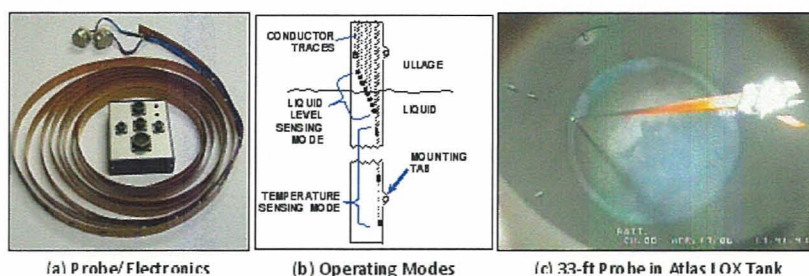 CONDUCTOR
TRACES
ULLAGE
LIQUID
LEVEL
SENSING
MODE
LIQUID
MOUNTING
TAB
TEMPERATURE
SENSING MODE
(a) Probe/Electronics
(b) Operating Modes
(c) 33-ft Probe in Atlas LOX Tank